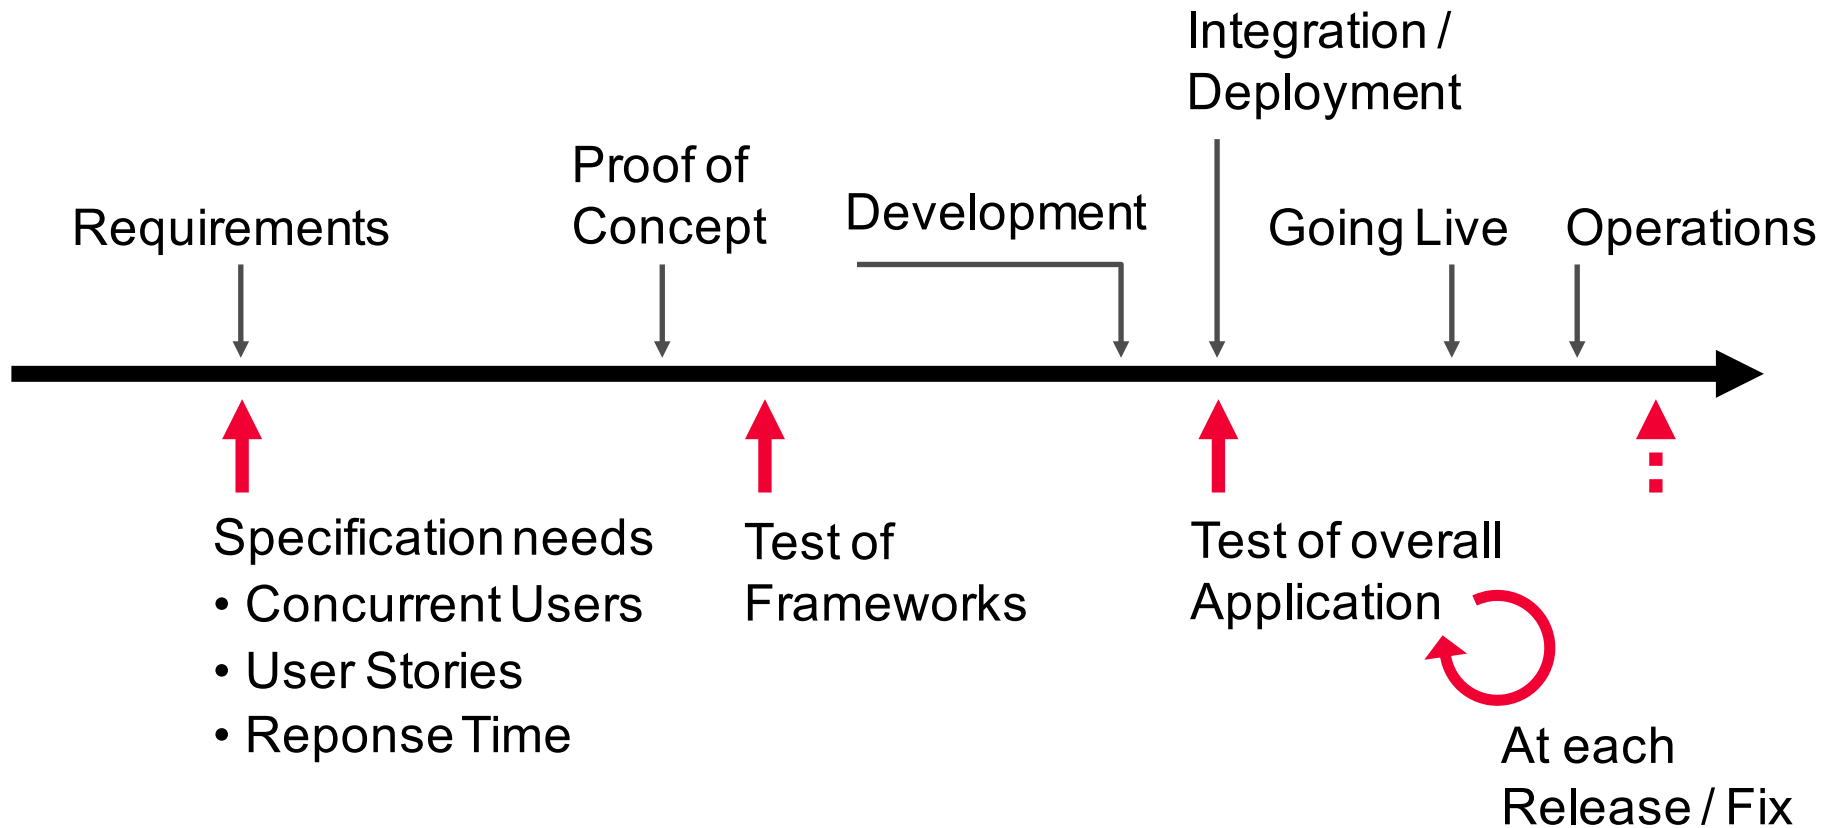 Integration /
Deployment
Proof of
Concept
Requirements
Development
Going Live
Operations
Specification needs
• Concurrent Users
• User Stories
• Reponse Time
Test of
Frameworks
Test of overall
Application
At each
Release / Fix